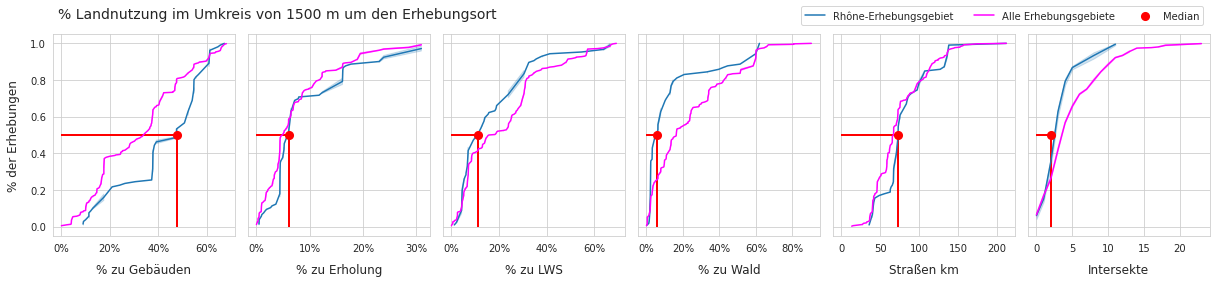 % Landnutzung im Umkreis von 1500 m um den Erhebungsort
Rhône-Erhebungsgebiet
Alle Erhebungsgebiete
Median
% der Erhebungen
1.0
0.8
0.6
0.4
0.2
0.0
0% 20% 40% 60%
% zu Gebäuden
0% 10% 20% 30%
% zu Erholung
0% 20% 40% 60%
% zu LWS
0% 20% 40% 60% 80%
% zu Wald
0 50 100 150 200
Straßen km
0 5 10 15 20
Intersekte